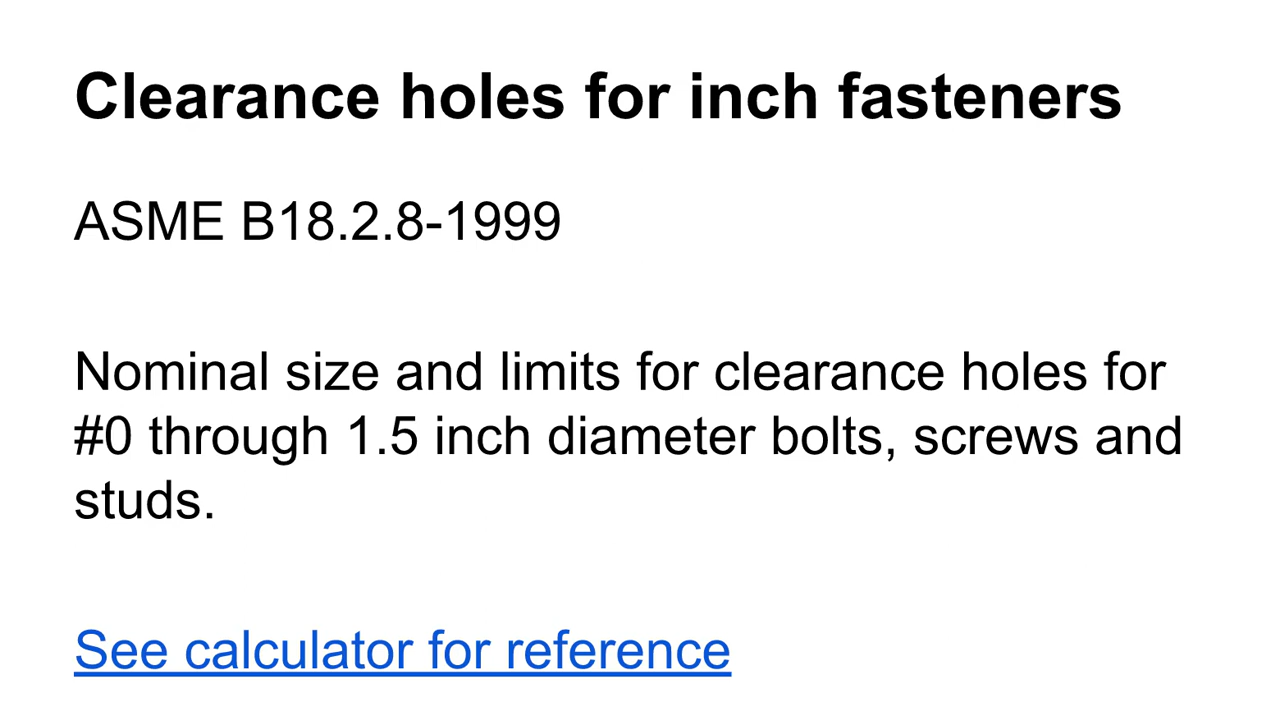 Clearance holes for inch fasteners
ASME B18.2.8-1999
Nominal size and limits for clearance holes for
#0 through 1.5 inch diameter bolts, screws and
studs.
See calculator for reference